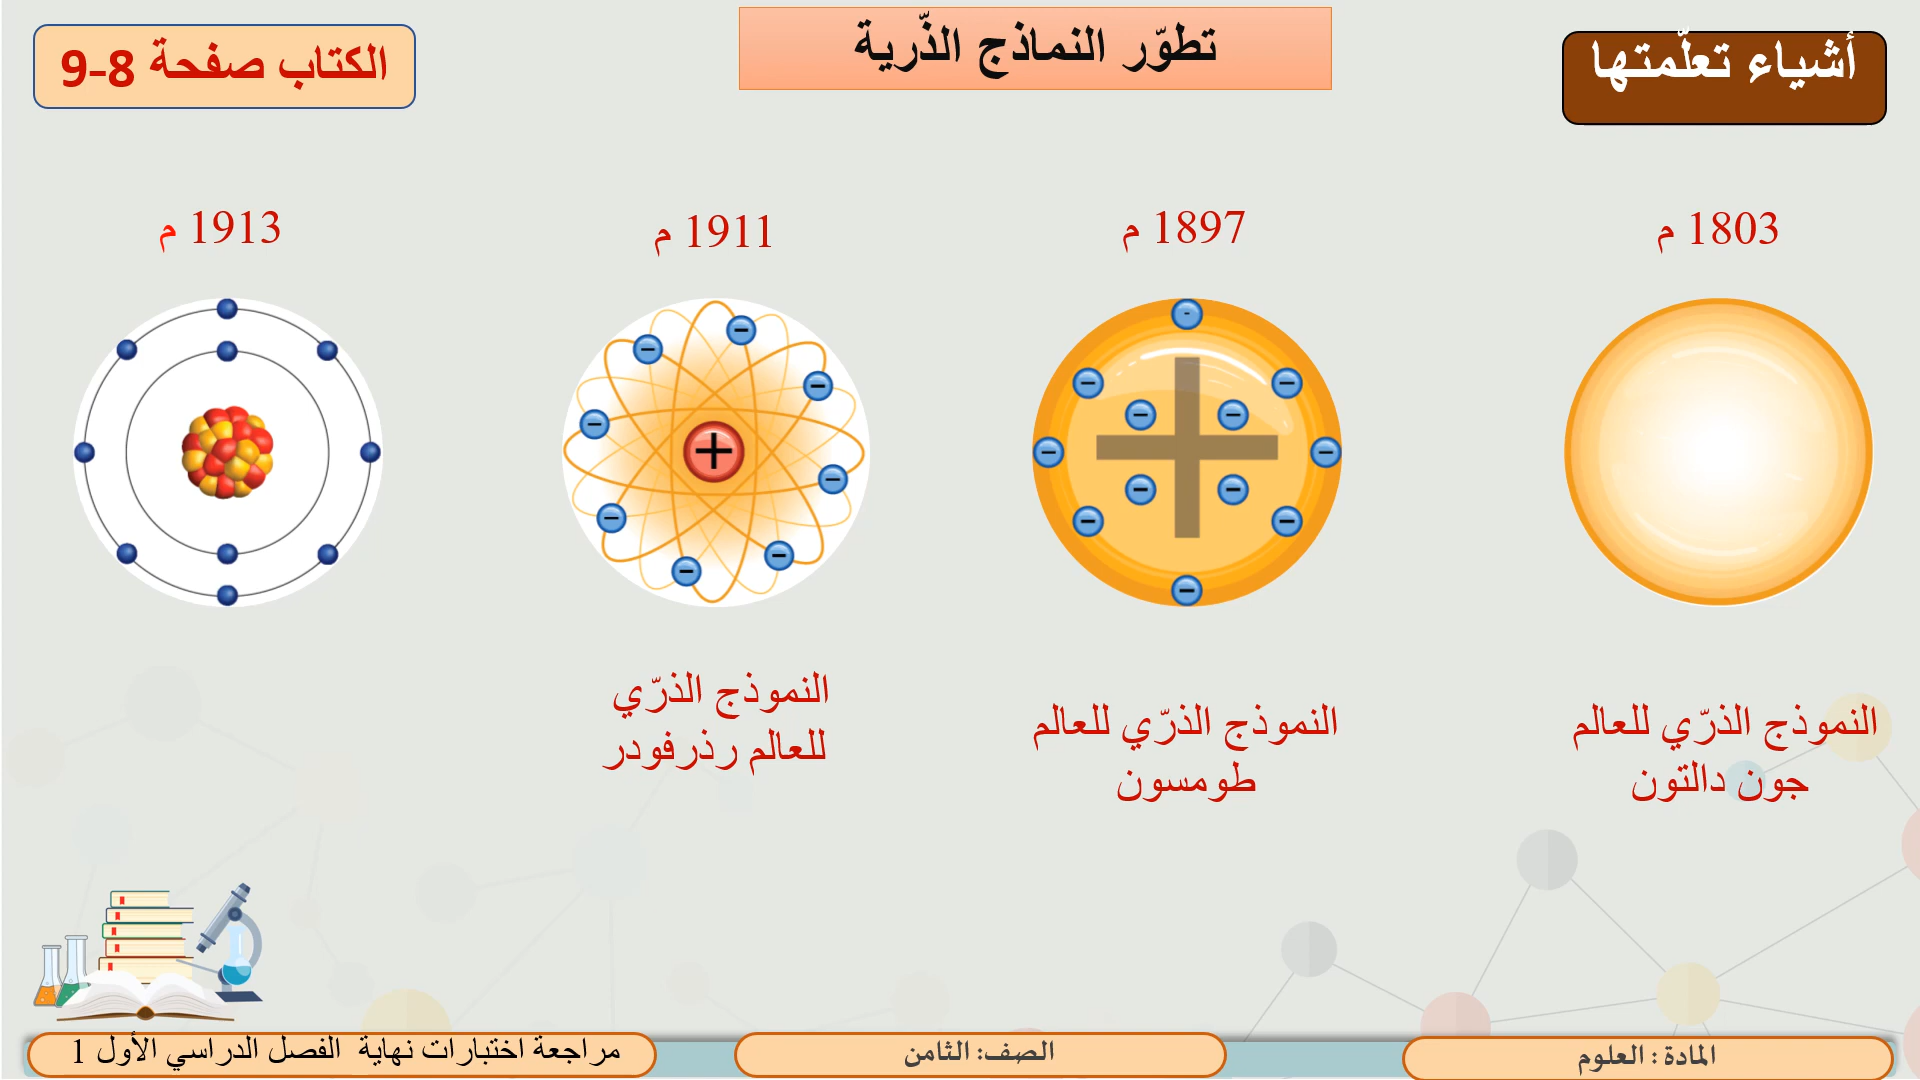 أشياء تعلّمتها
تطوّر النماذج الذّرية
الكتاب صفحة 8-9
1803 م
1897 م
1911 م
1913 م
النموذج الذرّي للعالم
جون دالتون
النموذج الذرّي للعالم
طومسون
النموذج الذرّي
للعالم رذرفودر
المادة : العلوم
الصف: الثامن
مراجعة اختبارات نهاية الفصل الدراسي الأول 1